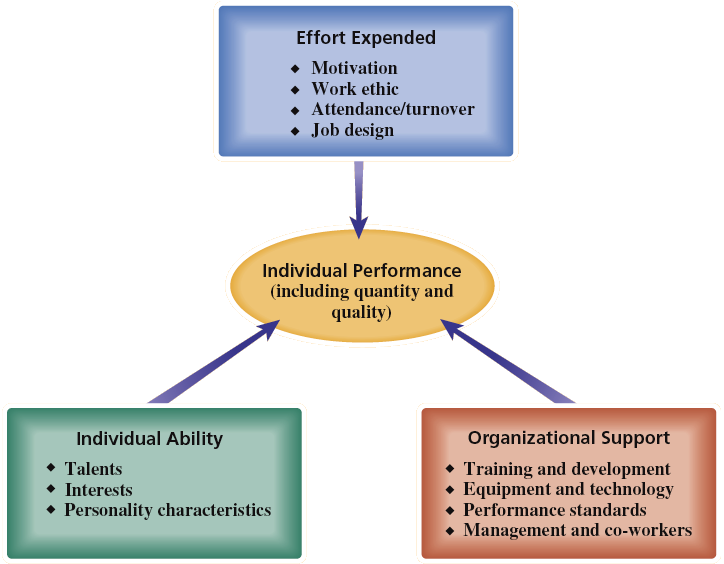 Effort Expended
◆ Motivation
◆ Work ethic
◆ Attendance/turnover
◆ Job design
Individual Performance
(including quantity and
quality)
Individual Ability
◆ Talents
◆ Interests
◆ Personality characteristics
Organizational Support
◆ Training and development
◆ Equipment and technology
◆ Performance standards
◆ Management and co-workers